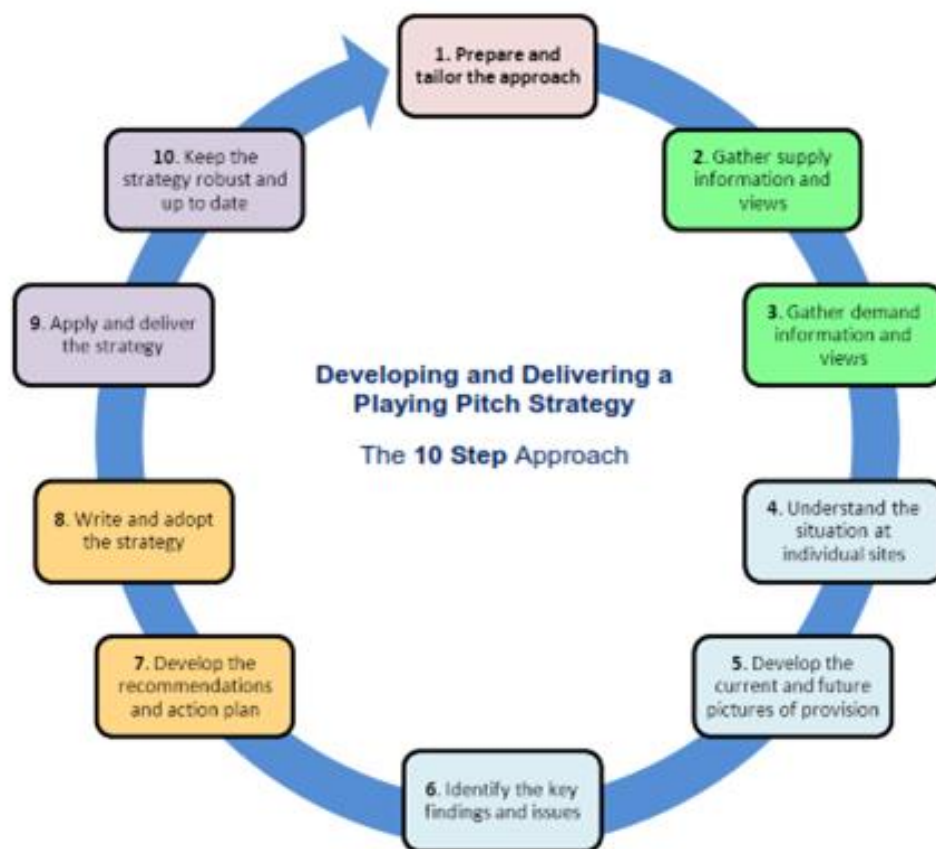 1. Prepare and
tailor the approach
2. Gather supply
information and
views
3. Gather demand
information and
views
4. Understand the
situation at
individual sites
5. Develop the
current and future
pictures of provision
6. Identify the key
findings and issues
7. Develop the
recommendations
and action plan
8. Write and adopt
the strategy
9. Apply and deliver
the strategy
10. Keep the
strategy robust and
up to date
Developing and Delivering a
Playing Pitch Strategy
The 10 Step Approach